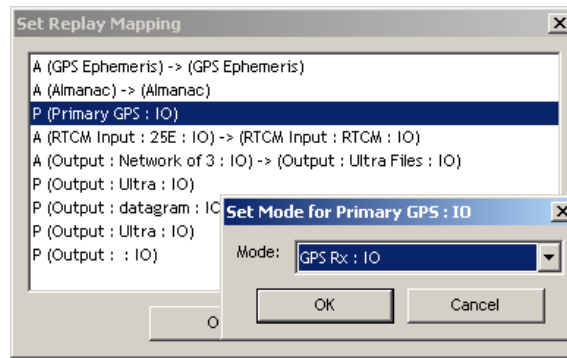 Set Replay Mapping
A (GPS Ephemeris) -> (GPS Ephemeris)
A (Almanac) -> (Almanac)
P (Primary GPS : IO)
A (RTCM Input : 25E : IO) -> (RTCM Input : RTCM : IO)
A (Output : Network of 3 : IO) -> (Output : Ultra Files : IO)
P (Output : Ultra : IO)
P (Output : datagram : IO
P (Output : Ultra : IO)
P (Output : : IO)
O
Set Mode for Primary GPS : IO
Mode: GPS Rx : IO
OK Cancel